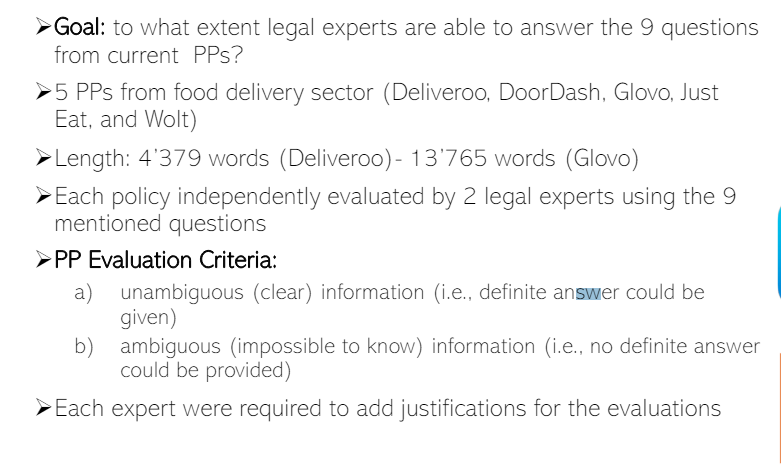 ➢Goal: to what extent legal experts are able to answer the 9 questions
from current PPs?
➢5 PPs from food delivery sector (Deliveroo, DoorDash, Glovo, Just
Eat, and Wolt)
➢Length: 4'379 words (Deliveroo)- 13'765 words (Glovo)
➢Each policy independently evaluated by 2 legal experts using the 9
mentioned questions
➢PP Evaluation Criteria:
a) unambiguous (clear) information (i.e., definite answer could be
given)
b) ambiguous (impossible to know) information (i.e., no definite answer
could be provided)
➢Each expert were required to add justifications for the evaluations